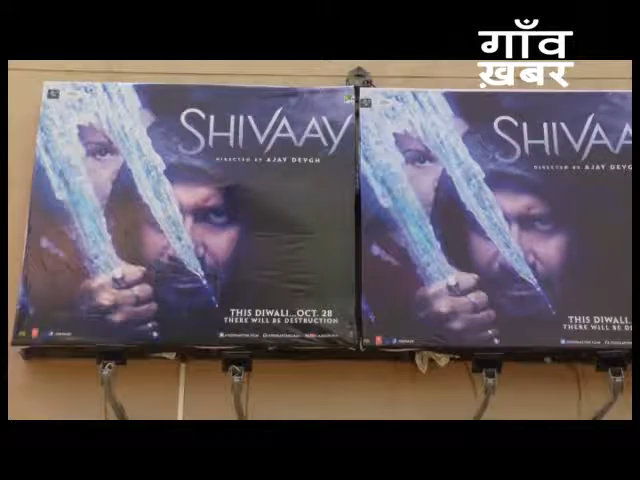 गाँव
ख़बर
SHIVAAY
DIRECTED BY AJAY DEVGN
THIS DIWALI...OCT. 28
THERE WILL BE DESTRUCTION
SHIVAA
DIRECTED BY AJAY DEVG
THIS DIWALI.
THERE WILL BE D